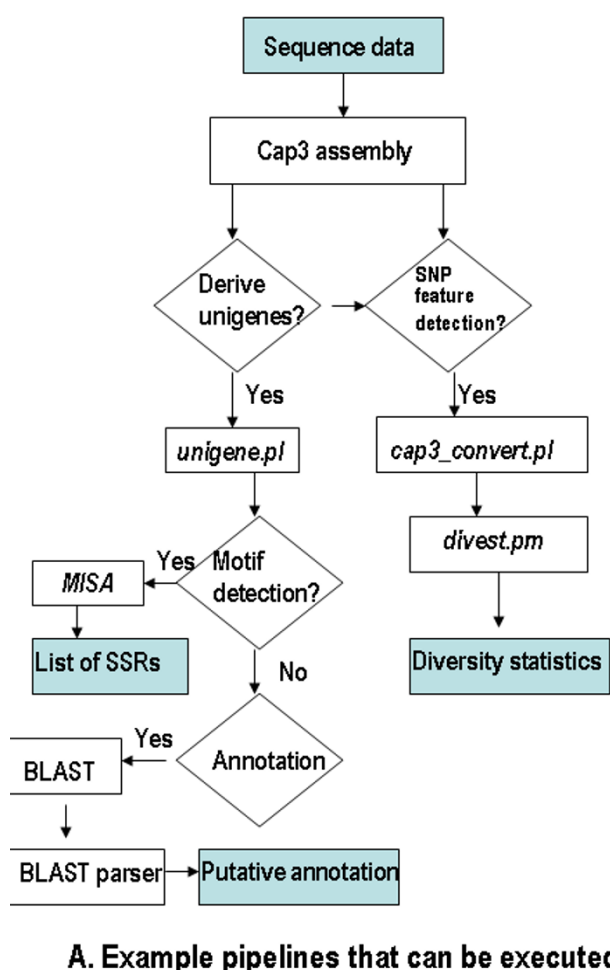 Sequence data
Cap3 assembly
Derive
unigenes?
SNP
feature
detection?
Yes
Yes
unigene.pl
cap3_convert.pl
divest.pm
Yes
Motif
detection?
MISA
List of SSRs
Diversity statistics
No
Yes
Annotation
BLAST
BLAST parser
Putative annotation
A. Example pipelines that can be executed